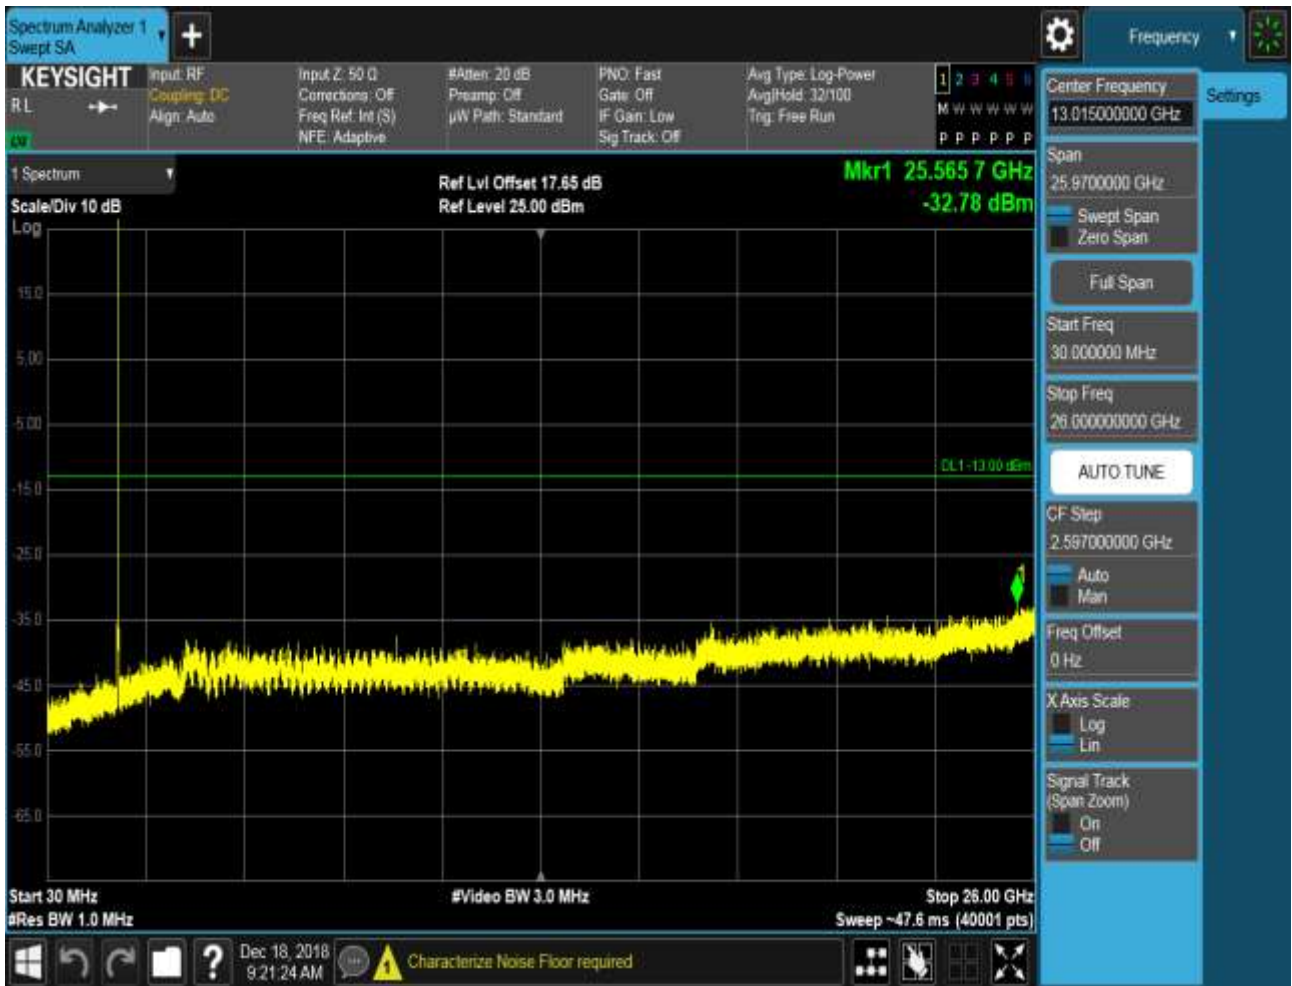 Spectrum Analyzer 1
Swept SA
+
Frequency
KEYSIGHT
R L
Input: RF
Coupling: DC
Align: Auto
Input Z: 50 Ω
Corrections: Off
Freq Ref: Int (S)
NFE: Adaptive
#Atten: 20 dB
Preamp: Off
µW Path: Standard
PNO: Fast
Gate: Off
IF Gain: Low
Sig Track: Off
Avg Type: Log-Power
Avg|Hold: 32/100
Trig: Free Run
1 2 3 4 5 6
M W W W W W
P P P P P P
1 Spectrum
Scale/Div 10 dB
Log
Ref Lvl Offset 17.65 dB
Ref Level 25.00 dBm
Mkr1 25.565 7 GHz
-32.78 dBm
15.0
5.00
-5.00
-15.0
-25.0
-35.0
-45.0
-55.0
-65.0
DL1 -13.00 dBm
1
Start 30 MHz
#Res BW 1.0 MHz
#Video BW 3.0 MHz
Stop 26.00 GHz
Sweep ~47.6 ms (40001 pts)
Center Frequency
13.015000000 GHz
Span
25.9700000 GHz
Swept Span
Zero Span
Full Span
Start Freq
30.000000 MHz
Stop Freq
26.000000000 GHz
AUTO TUNE
CF Step
2.597000000 GHz
Auto
Man
Freq Offset
0 Hz
X Axis Scale
Log
Lin
Signal Track
(Span Zoom)
On
Off
Settings
?
Dec 18, 2018
9:21:24 AM
1
Characterize Noise Floor required